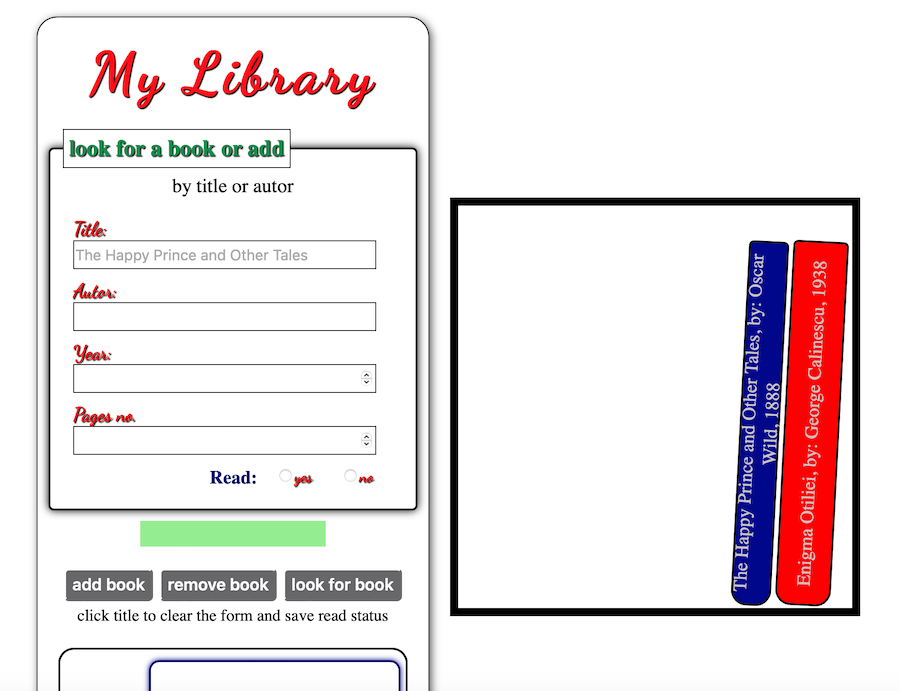 My Library
look for a book or add
by title or autor
Title:
The Happy Prince and Other Tales
Autor:
Year:
Pages no.
Read: yes no
add book remove book look for book
click title to clear the form and save read status
The Happy Prince and Other Tales, by: Oscar
Wild, 1888
Enigma Otiliei, by: George Calinescu, 1938